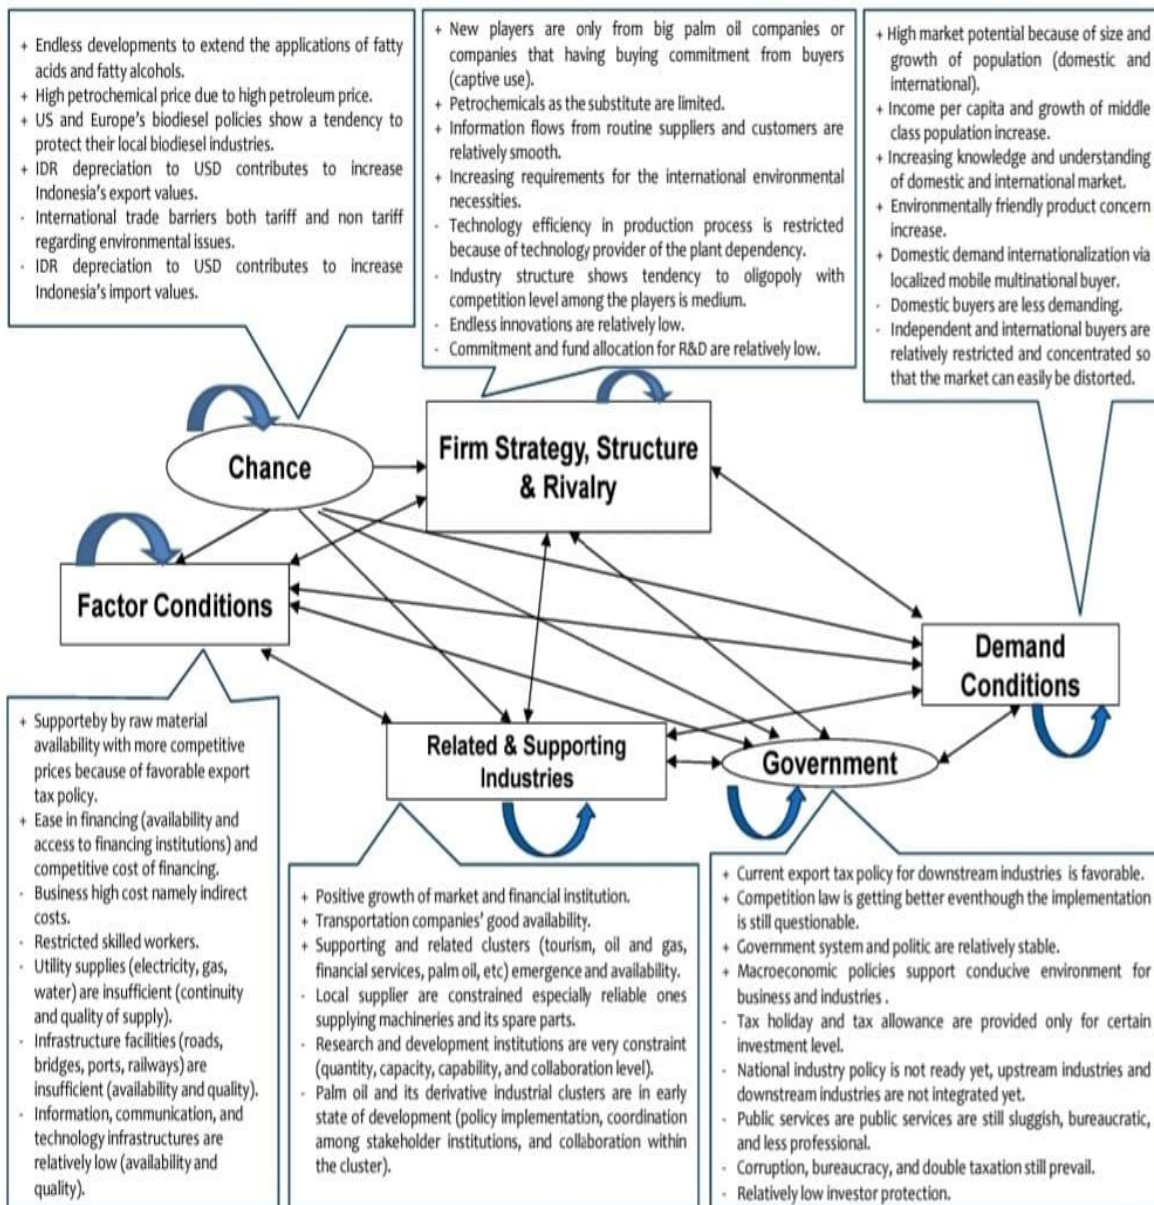 + Endless developments to extend the applications of fatty
acids and fatty alcohols.
+ High petrochemical price due to high petroleum price.
+ US and Europe's biodiesel policies show a tendency to
protect their local biodiesel industries.
+ IDR depreciation to USD contributes to increase
Indonesia's export values.
- International trade barriers both tariff and non tariff
regarding environmental issues.
- IDR depreciation to USD contributes to increase
Indonesia's import values.
+ New players are only from big palm oil companies or
companies that having buying commitment from buyers
(captive use).
+ Petrochemicals as the substitute are limited.
+ Information flows from routine suppliers and customers are
relatively smooth.
+ Increasing requirements for the international environmental
necessities.
- Technology efficiency in production process is restricted
because of technology provider of the plant dependency.
- Industry structure shows tendency to oligopoly with
competition level among the players is medium.
- Endless innovations are relatively low.
- Commitment and fund allocation for R&D are relatively low.
+ High market potential because of size and
growth of population (domestic and
international).
+ Income per capita and growth of middle
class population increase.
+ Increasing knowledge and understanding
of domestic and international market.
+ Environmentally friendly product concern
increase.
+ Domestic demand internationalization via
localized mobile multinational buyer.
- Domestic buyers are less demanding.
- Independent and international buyers are
relatively restricted and concentrated so
that the market can easily be distorted.
Chance
Firm Strategy, Structure
& Rivalry
Factor Conditions
Demand
Conditions
Related & Supporting
Industries
Government
+ Supporteby by raw material
availability with more competitive
prices because of favorable export
tax policy.
+ Ease in financing (availability and
access to financing institutions) and
competitive cost of financing.
- Business high cost namely indirect
costs.
- Restricted skilled workers.
- Utility supplies (electricity, gas,
water) are insufficient (continuity
and quality of supply).
- Infrastructure facilities (roads,
bridges, ports, railways) are
insufficient (availability and quality).
- Information, communication, and
technology infrastructures are
relatively low (availability and
quality).
+ Positive growth of market and financial institution.
+ Transportation companies' good availability.
+ Supporting and related clusters (tourism, oil and gas,
financial services, palm oil, etc) emergence and availability.
- Local supplier are constrained especially reliable ones
supplying machineries and its spare parts.
- Research and development institutions are very constraint
(quantity, capacity, capability, and collaboration level).
- Palm oil and its derivative industrial clusters are in early
state of development (policy implementation, coordination
among stakeholder institutions, and collaboration within
the cluster).
+ Current export tax policy for downstream industries is favorable.
+ Competition law is getting better eventhough the implementation
is still questionable.
+ Government system and politic are relatively stable.
+ Macroeconomic policies support conducive environment for
business and industries .
- Tax holiday and tax allowance are provided only for certain
investment level.
- National industry policy is not ready yet, upstream industries and
downstream industries are not integrated yet.
- Public services are public services are still sluggish, bureaucratic,
and less professional.
- Corruption, bureaucracy, and double taxation still prevail.
- Relatively low investor protection.